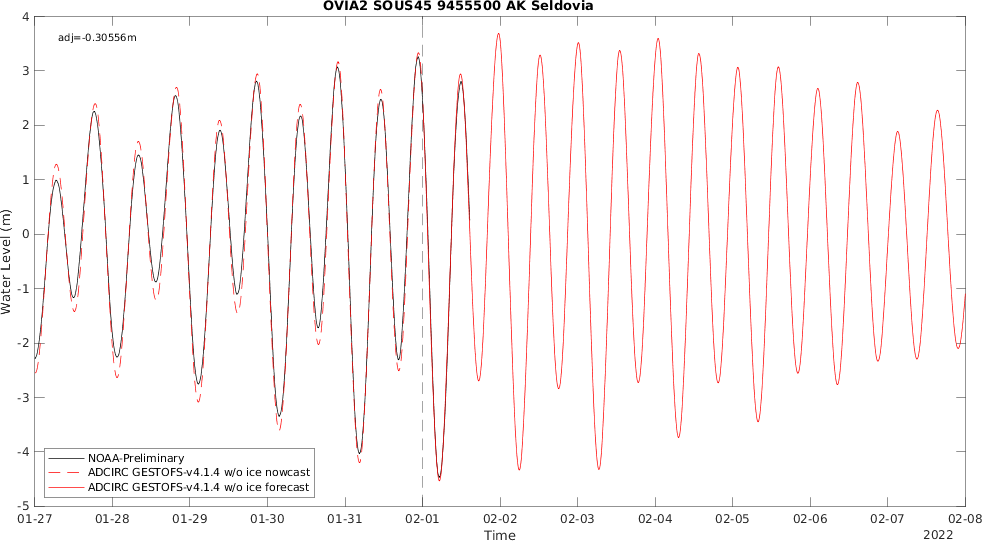 OVIA2 SOUS45 9455500 AK Seldovia
adj=-0.30556m
4
3
2
1
0
-1
-2
-3
-4
-5
Water Level (m)
NOAA-Preliminary
ADCIRC GESTOFS-v4.1.4 w/o ice nowcast
ADCIRC GESTOFS-v4.1.4 w/o ice forecast
01-27 01-28 01-29 01-30 01-31 02-01 02-02 02-03 02-04 02-05 02-06 02-07 02-08
Time
2022